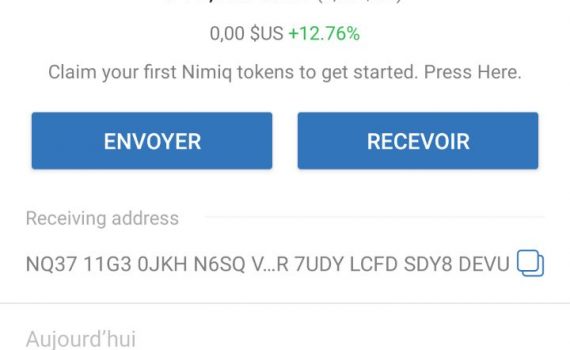 0,00 $US +12.76%
Claim your first Nimiq tokens to get started. Press Here.
ENVOYER
RECEVOIR
Receiving address
NQ37 11G3 0JKH N6SQ V...R 7UDY LCFD SDY8 DEVU
Aujourd’hui